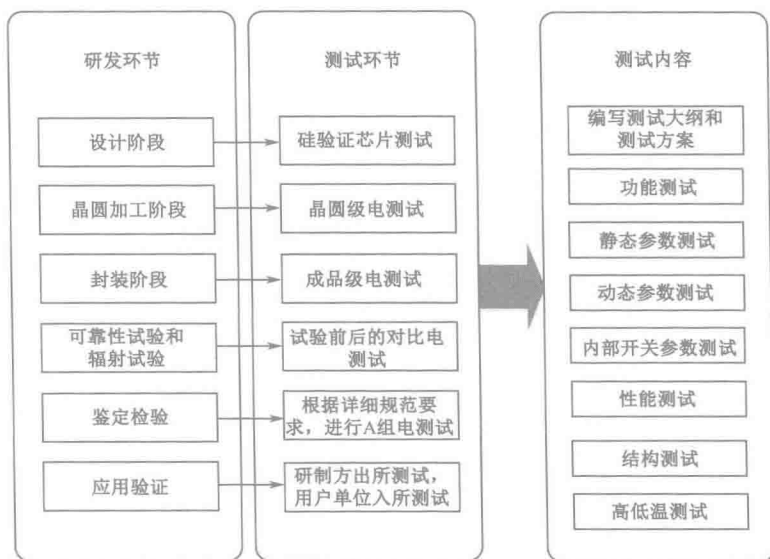 研发环节
设计阶段
晶圆加工阶段
封装阶段
可靠性试验和
辐射试验
鉴定检验
应用验证
测试环节
硅验证芯片测试
晶圆级电测试
成品级电测试
试验前后的对比电
测试
根据详细规范要
求，进行A组电测试
研制方出所测试，
用户单位入所测试
测试内容
编写测试大纲和
测试方案
功能测试
静态参数测试
动态参数测试
内部开关参数测试
性能测试
结构测试
高低温测试